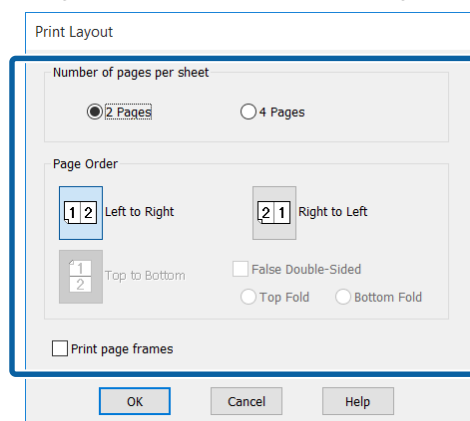 Print Layout
Number of pages per sheet
2 Pages 4 Pages
Page Order
1 2 Left to Right 2 1 Right to Left
1 2 Top to Bottom False Double-Sided
Top Fold Bottom Fold
Print page frames
OK Cancel Help